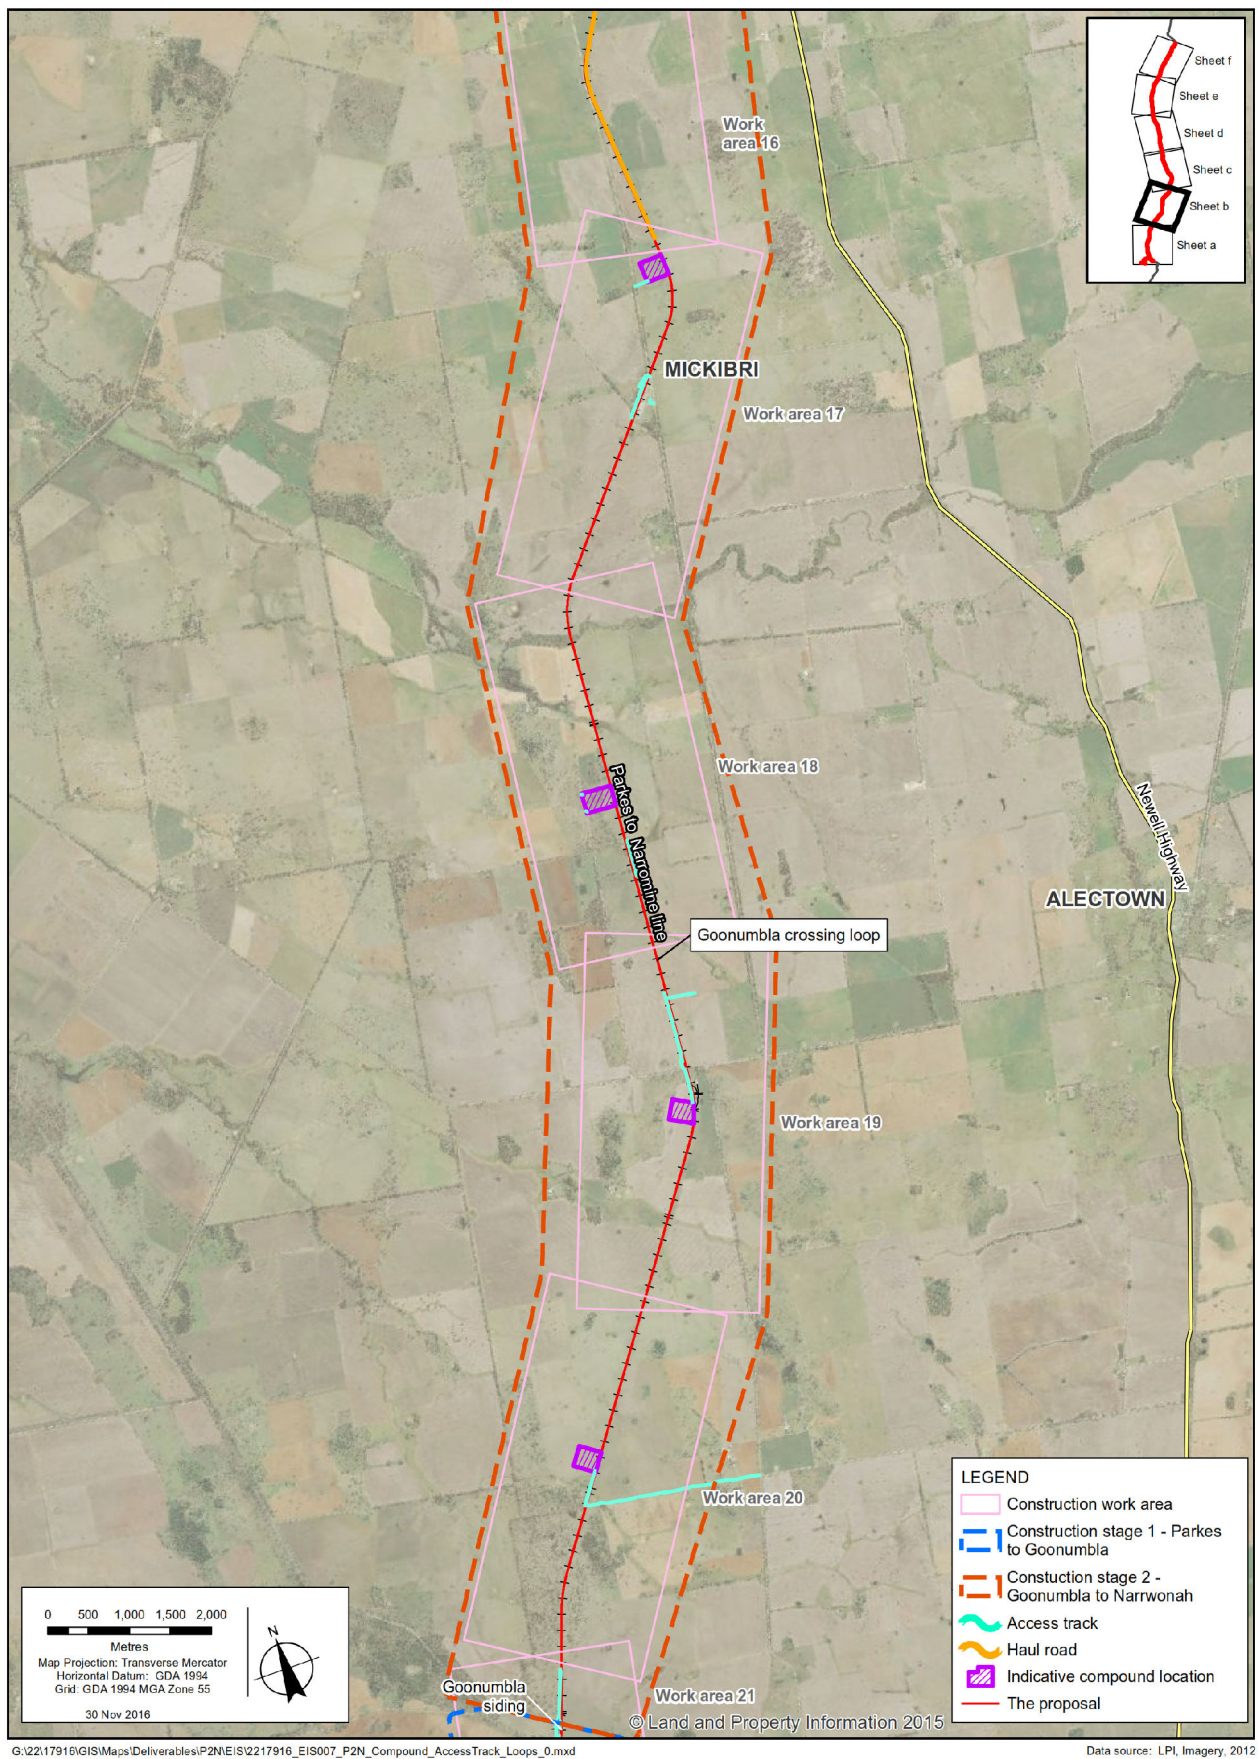 Work
area 16
Sheet f
Sheet e
Sheet d
Sheet c
Sheet b
Sheet a
MICKIBRI
Work area 17
Work area 18
Parkes to Narromine line
Newell Highway
ALECTOWN
Goonumbla crossing loop
Work area 19
Work area 20
LEGEND
Construction work area
Construction stage 1 - Parkes
to Goonumbla
Constuction stage 2 -
Goonumbla to Narrwonah
Access track
Haul road
Indicative compound location
The proposal
0 500 1,000 1,500 2,000
Metres
Map Projection: Transverse Mercator
Horizontal Datum: GDA 1994
Grid: GDA 1994 MGA Zone 55
30 Nov 2016
N
Goonumbla
siding
Work area 21
© Land and Property Information 2015
G:\22\17916\GIS\Maps\Deliverables\P2N\EIS\2217916_EIS007_P2N_Compound_AccessTrack_Loops_0.mxd
Data source: LPI, Imagery, 2012